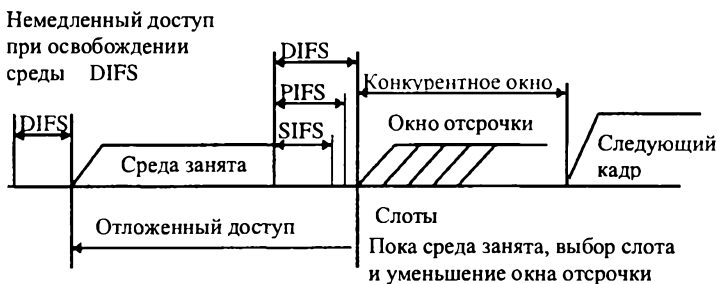 Немедленный доступ
при освобождении
среды DIFS
DIFS
DIFS
PIFS
SIFS
Конкурентное окно
Окно отсрочки
Среда занята
Следующий
кадр
Отложенный доступ
Слоты
Пока среда занята, выбор слота
и уменьшение окна отсрочки